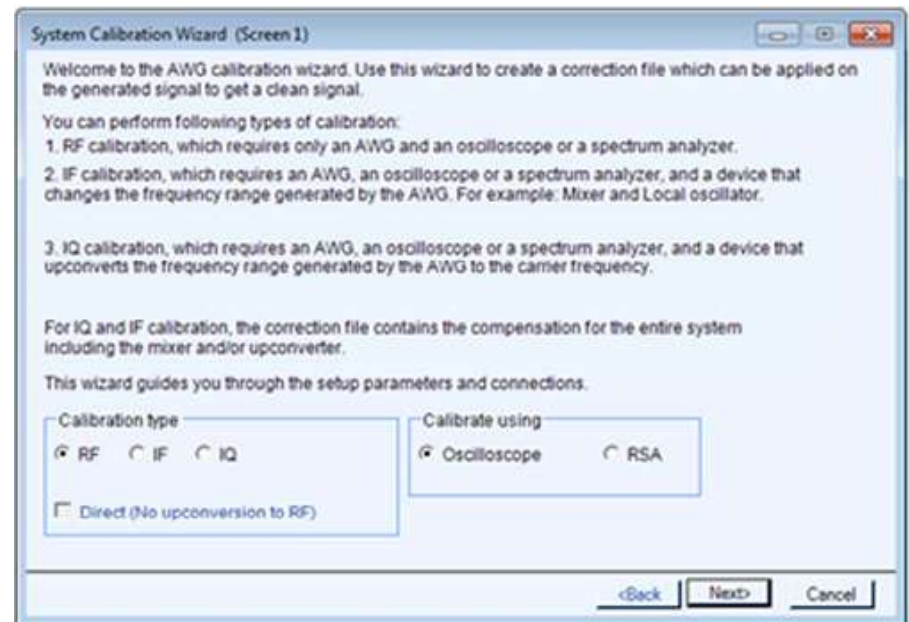 System Calibration Wizard (Screen 1)
Welcome to the AWG calibration wizard. Use this wizard to create a correction file which can be applied on
the generated signal to get a clean signal.
You can perform following types of calibration:
1. RF calibration, which requires only an AWG and an oscilloscope or a spectrum analyzer.
2. IF calibration, which requires an AWG, an oscilloscope or a spectrum analyzer, and a device that
changes the frequency range generated by the AWG. For example: Mixer and Local oscillator.
3. IQ calibration, which requires an AWG, an oscilloscope or a spectrum analyzer, and a device that
upconverts the frequency range generated by the AWG to the carrier frequency.
For IQ and IF calibration, the correction file contains the compensation for the entire system
including the mixer and/or upconverter.
This wizard guides you through the setup parameters and connections.
Calibration type
RF IF IQ
Direct (No upconversion to RF)
Calibrate using
Oscilloscope RSA
<Back Next> Cancel